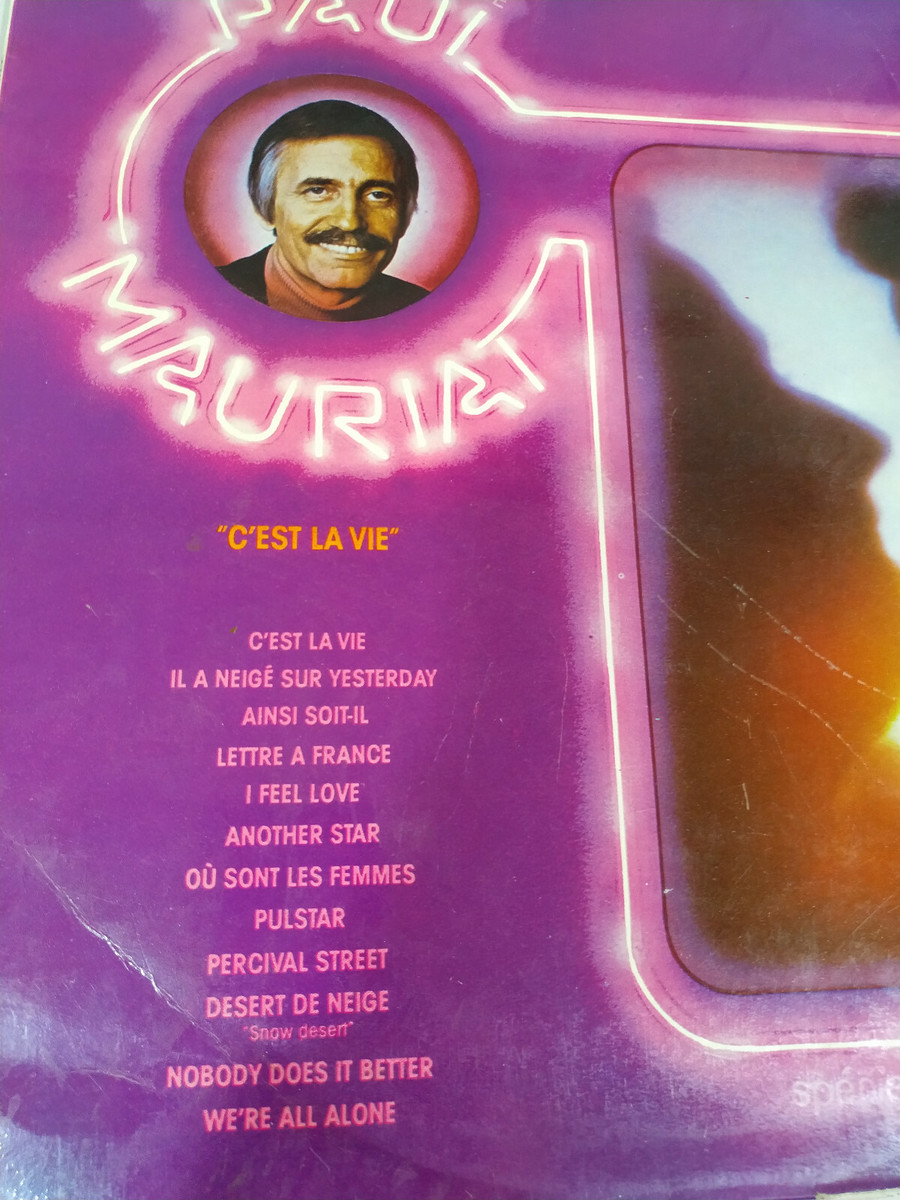 PAUL
MAURIAT
"C'EST LA VIE"
C'EST LA VIE
IL A NEIGÉ SUR YESTERDAY
AINSI SOIT-IL
LETTRE A FRANCE
I FEEL LOVE
ANOTHER STAR
OÙ SONT LES FEMMES
PULSTAR
PERCIVAL STREET
DESERT DE NEIGE
"Snow desert"
NOBODY DOES IT BETTER
WE'RE ALL ALONE